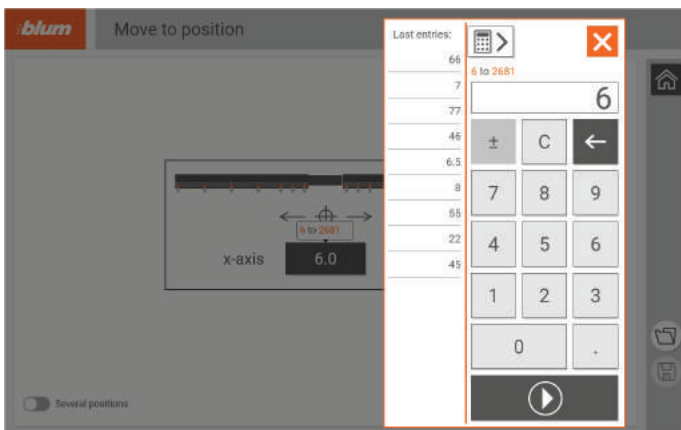 blum
Move to position
Last entries:
66
7
77
46
6.5
8
55
22
45
6 to 2681
6
± C ←
7 8 9
4 5 6
1 2 3
0 .
6 to 2681
x-axis 6.0
Several positions